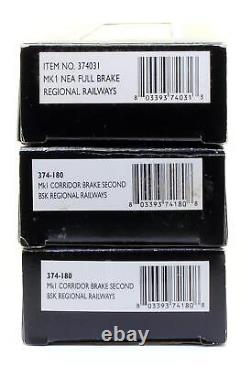 ITEM NO. 374031
MK1 NEA FULL BRAKE
REGIONAL RAILWAYS
8 03393 74031 3
374-180
Mk1 CORRIDOR BRAKE SECOND
BSK REGIONAL RAILWAYS
8 03393 74180 8
374-180
Mk1 CORRIDOR BRAKE SECOND
BSK REGIONAL RAILWAYS
8 03393 74180 8
picclick.com